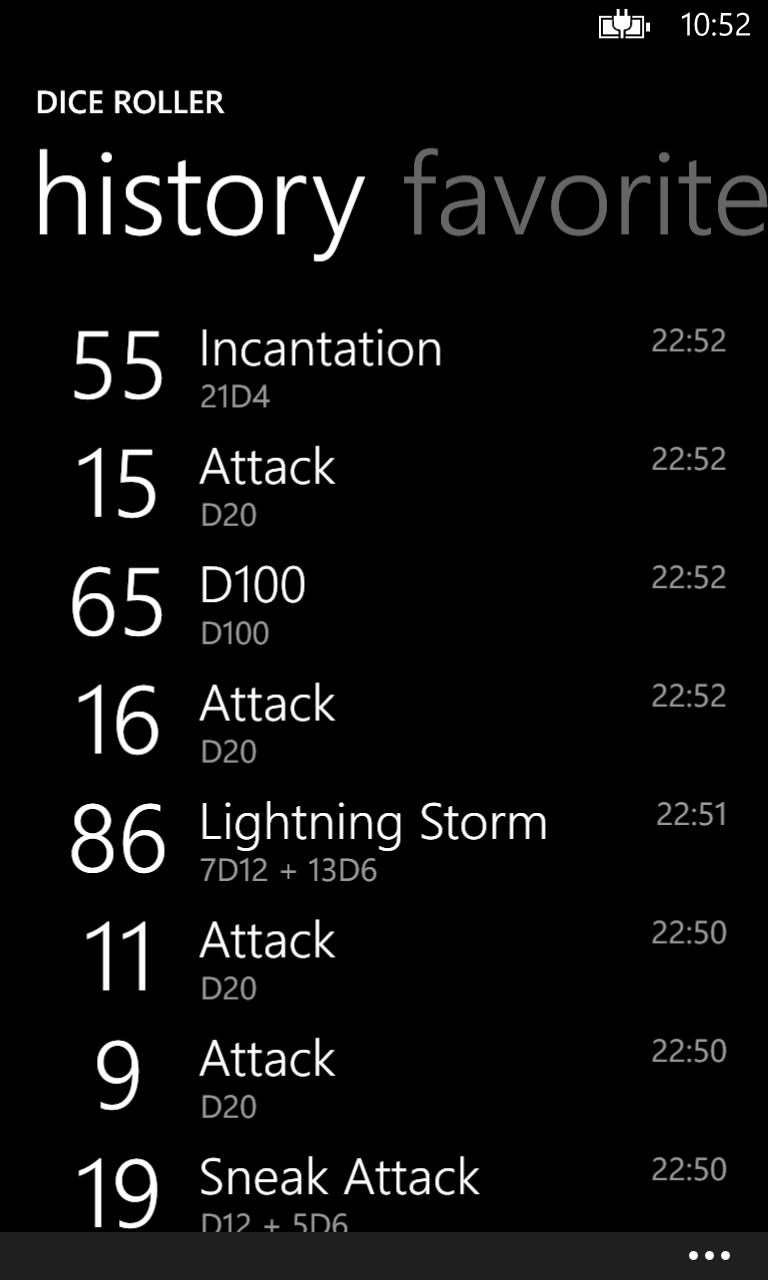 10:52
DICE ROLLER
history favorite
55 Incantation 22:52
21D4
15 Attack 22:52
D20
65 D100 22:52
D100
16 Attack 22:52
D20
86 Lightning Storm 22:51
7D12 + 13D6
11 Attack 22:50
D20
9 Attack 22:50
D20
19 Sneak Attack 22:50
D12 + 5D6